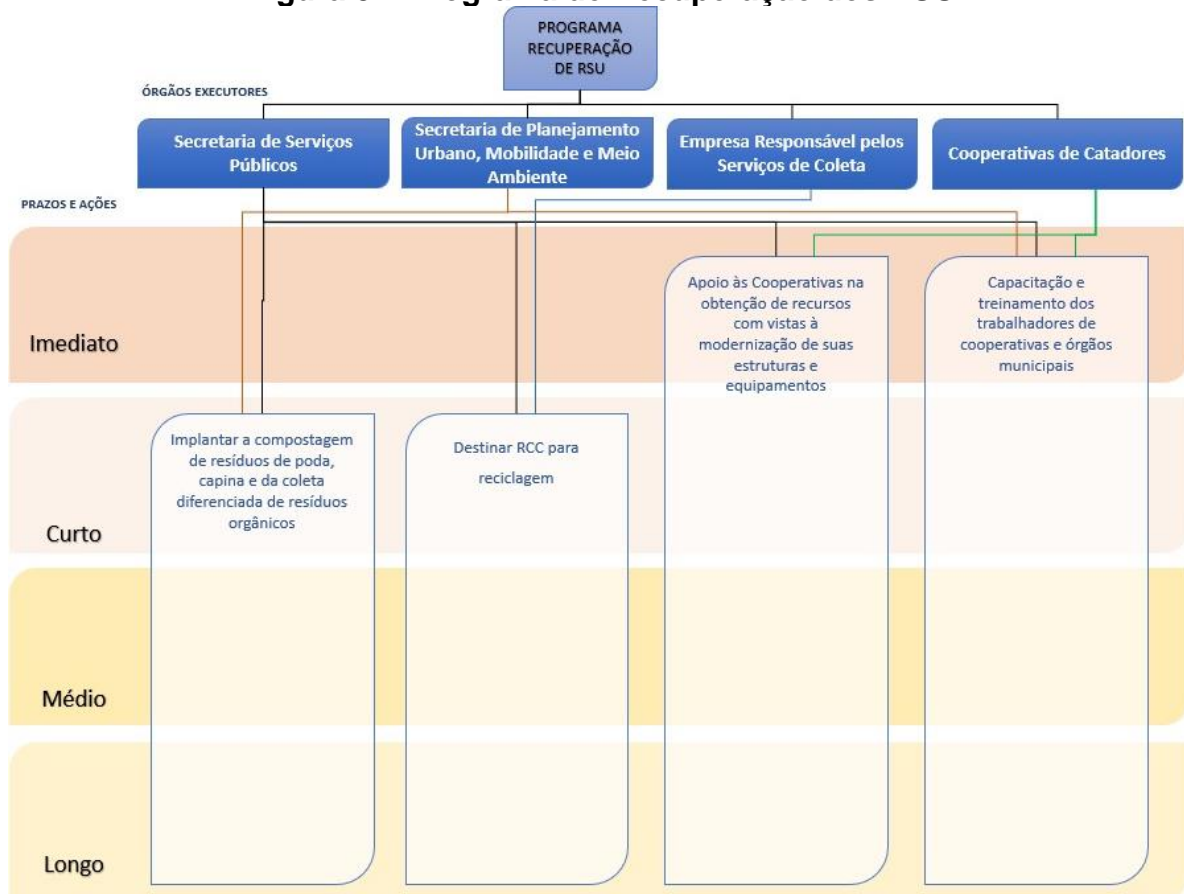 PROGRAMA
RECUPERAÇÃO
DE RSU
ÓRGÃOS EXECUTORES
Secretaria de Serviços
Públicos
Secretaria de Planejamento
Urbano, Mobilidade e Meio
Ambiente
Empresa Responsável pelos
Serviços de Coleta
Cooperativas de Catadores
PRAZOS E AÇÕES
Imediato
Apoio às Cooperativas na
obtenção de recursos
com vistas à
modernização de suas
estruturas e
equipamentos
Capacitação e
treinamento dos
trabalhadores de
cooperativas e órgãos
municipais
Curto
Implantar a compostagem
de resíduos de poda,
capina e da coleta
diferenciada de resíduos
orgânicos
Destinar RCC para
reciclagem
Médio
Longo